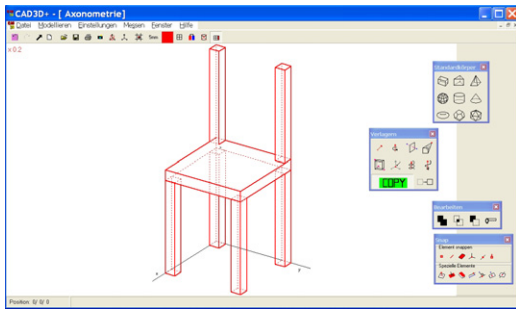 CAD3D+ - [ Axonometrie]
Datei Modellieren Einstellungen Messen Fenster Hilfe
5mm
x 0.2
Standardkörper
Verlagern
COPY
Bearbeiten
Snap
Element snappen
Spezielle Elemente
x
y
Position: 0/ 0/ 0